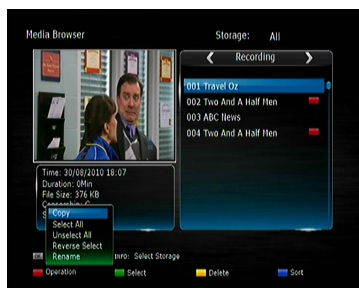 Media Browser
Storage: All
Recording
001 Travel Oz
002 Two And A Half Men
003 ABC News
004 Two And A Half Men
Time: 30/08/2010 18:07
Duration: 0Min
File Size: 376 KB
Copy
Select All
Unselect All
Reverse Select
Rename
OK
INFO: Select Storage
Operation
Select
Delete
Sort